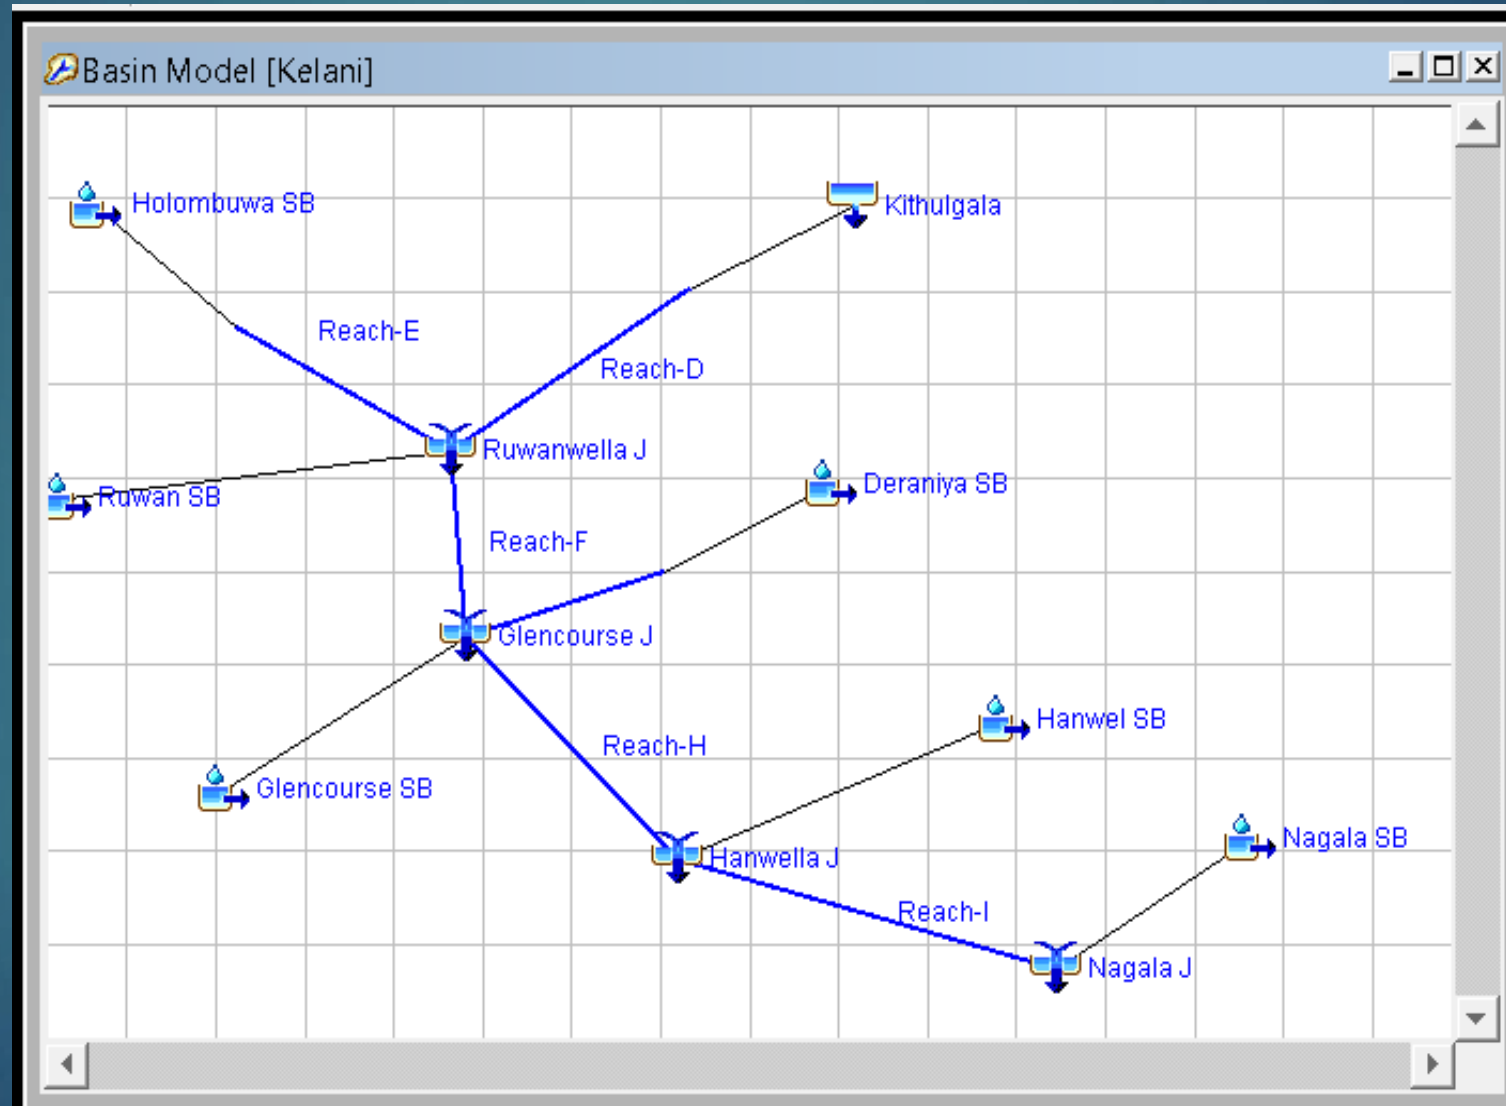 Basin Model [Kelani]
Holombuwa SB
Kithulgala
Reach-E
Reach-D
Ruwanwella J
Deraniya SB
Ruwan SB
Reach-F
Glencourse J
Hanwel SB
Reach-H
Glencourse SB
Nagala SB
Hanwella J
Reach-I
Nagala J